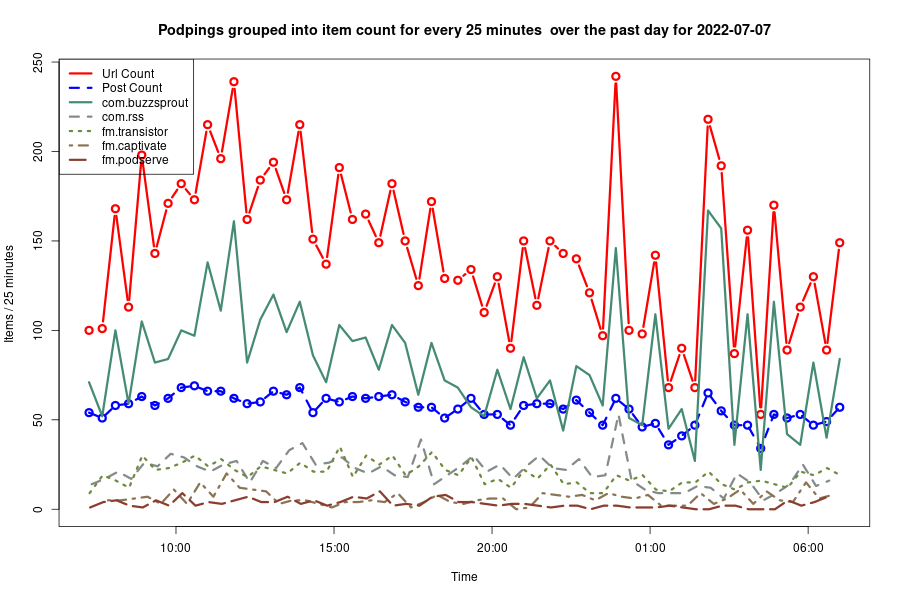 Podpings grouped into item count for every 25 minutes  over the past day for 2022-07-07
Items / 25 minutes
250
200
150
100
50
0
Url Count
Post Count
com.buzzsprout
com.rss
fm.transistor
fm.captivate
fm.podserve
10:00
15:00
20:00
01:00
06:00
Time